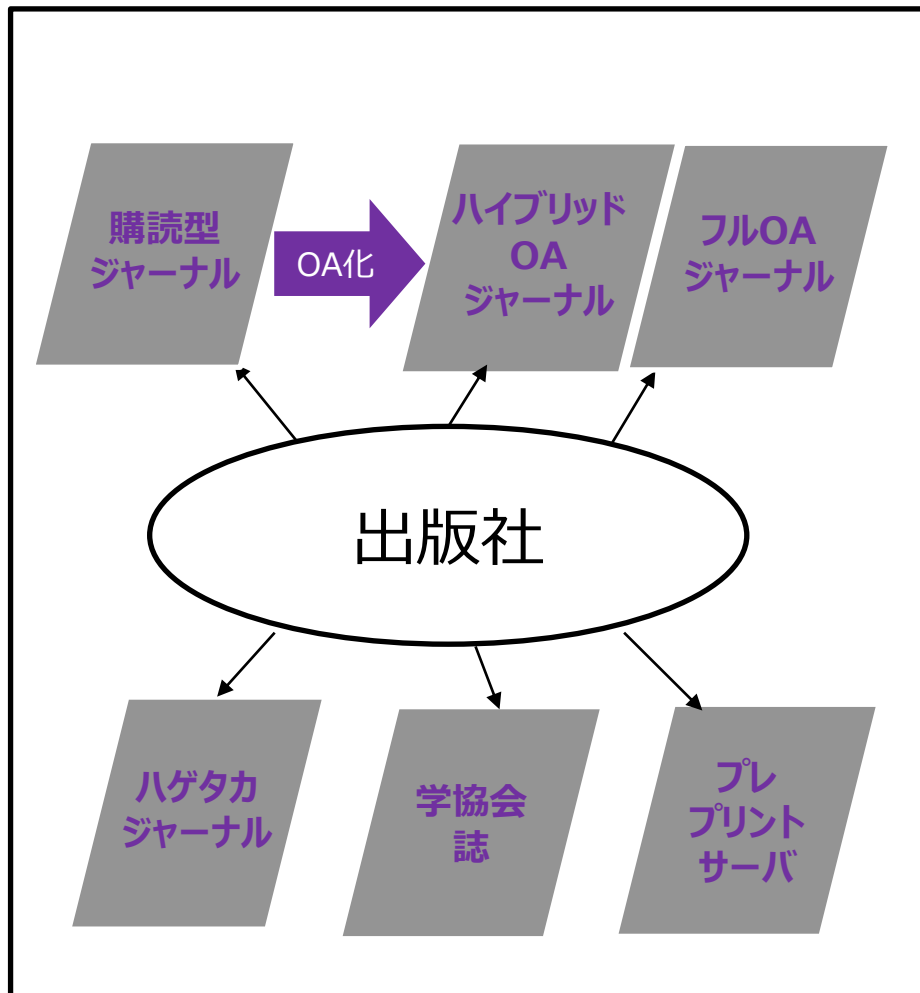 購読型
ジャーナル
OA化
ハイブリッド
OA
ジャーナル
フルOA
ジャーナル
出版社
ハゲタカ
ジャーナル
学協会
誌
プレ
プリント
サーバ